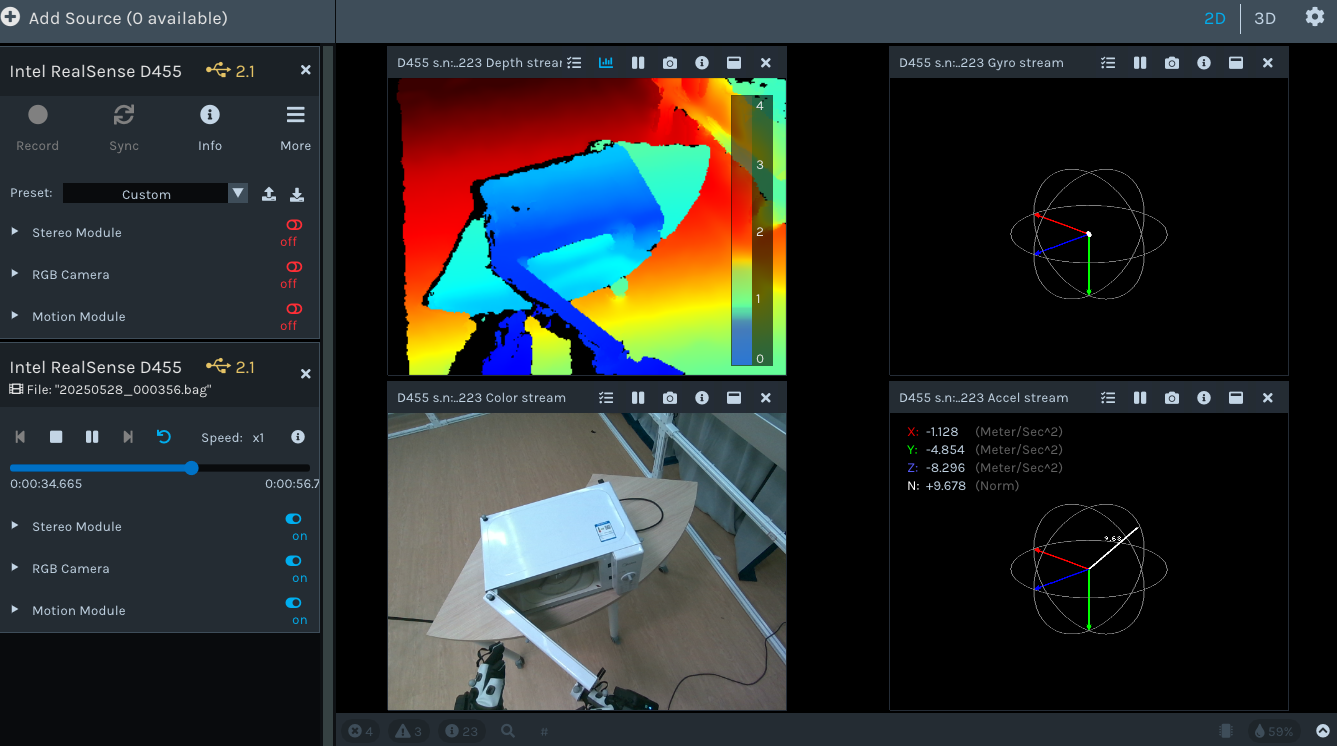 Add Source (0 available)
2D
3D
Intel RealSense D455
2.1
Record
Sync
Info
More
Preset:
Custom
Stereo Module
off
RGB Camera
off
Motion Module
off
Intel RealSense D455
2.1
File: "20250528_000356.bag"
Speed: x1
0:00:34.665
0:00:56.7
Stereo Module
on
RGB Camera
on
Motion Module
on
D455 s.n:..223 Depth strear
4
3
2
1
0
D455 s.n:..223 Gyro stream
D455 s.n:..223 Color stream
D455 s.n:..223 Accel stream
X: -1.128 (Meter/Sec^2)
Y: -4.854 (Meter/Sec^2)
Z: -8.296 (Meter/Sec^2)
N: +9.678 (Norm)
9.68
4
3
23
#
59%